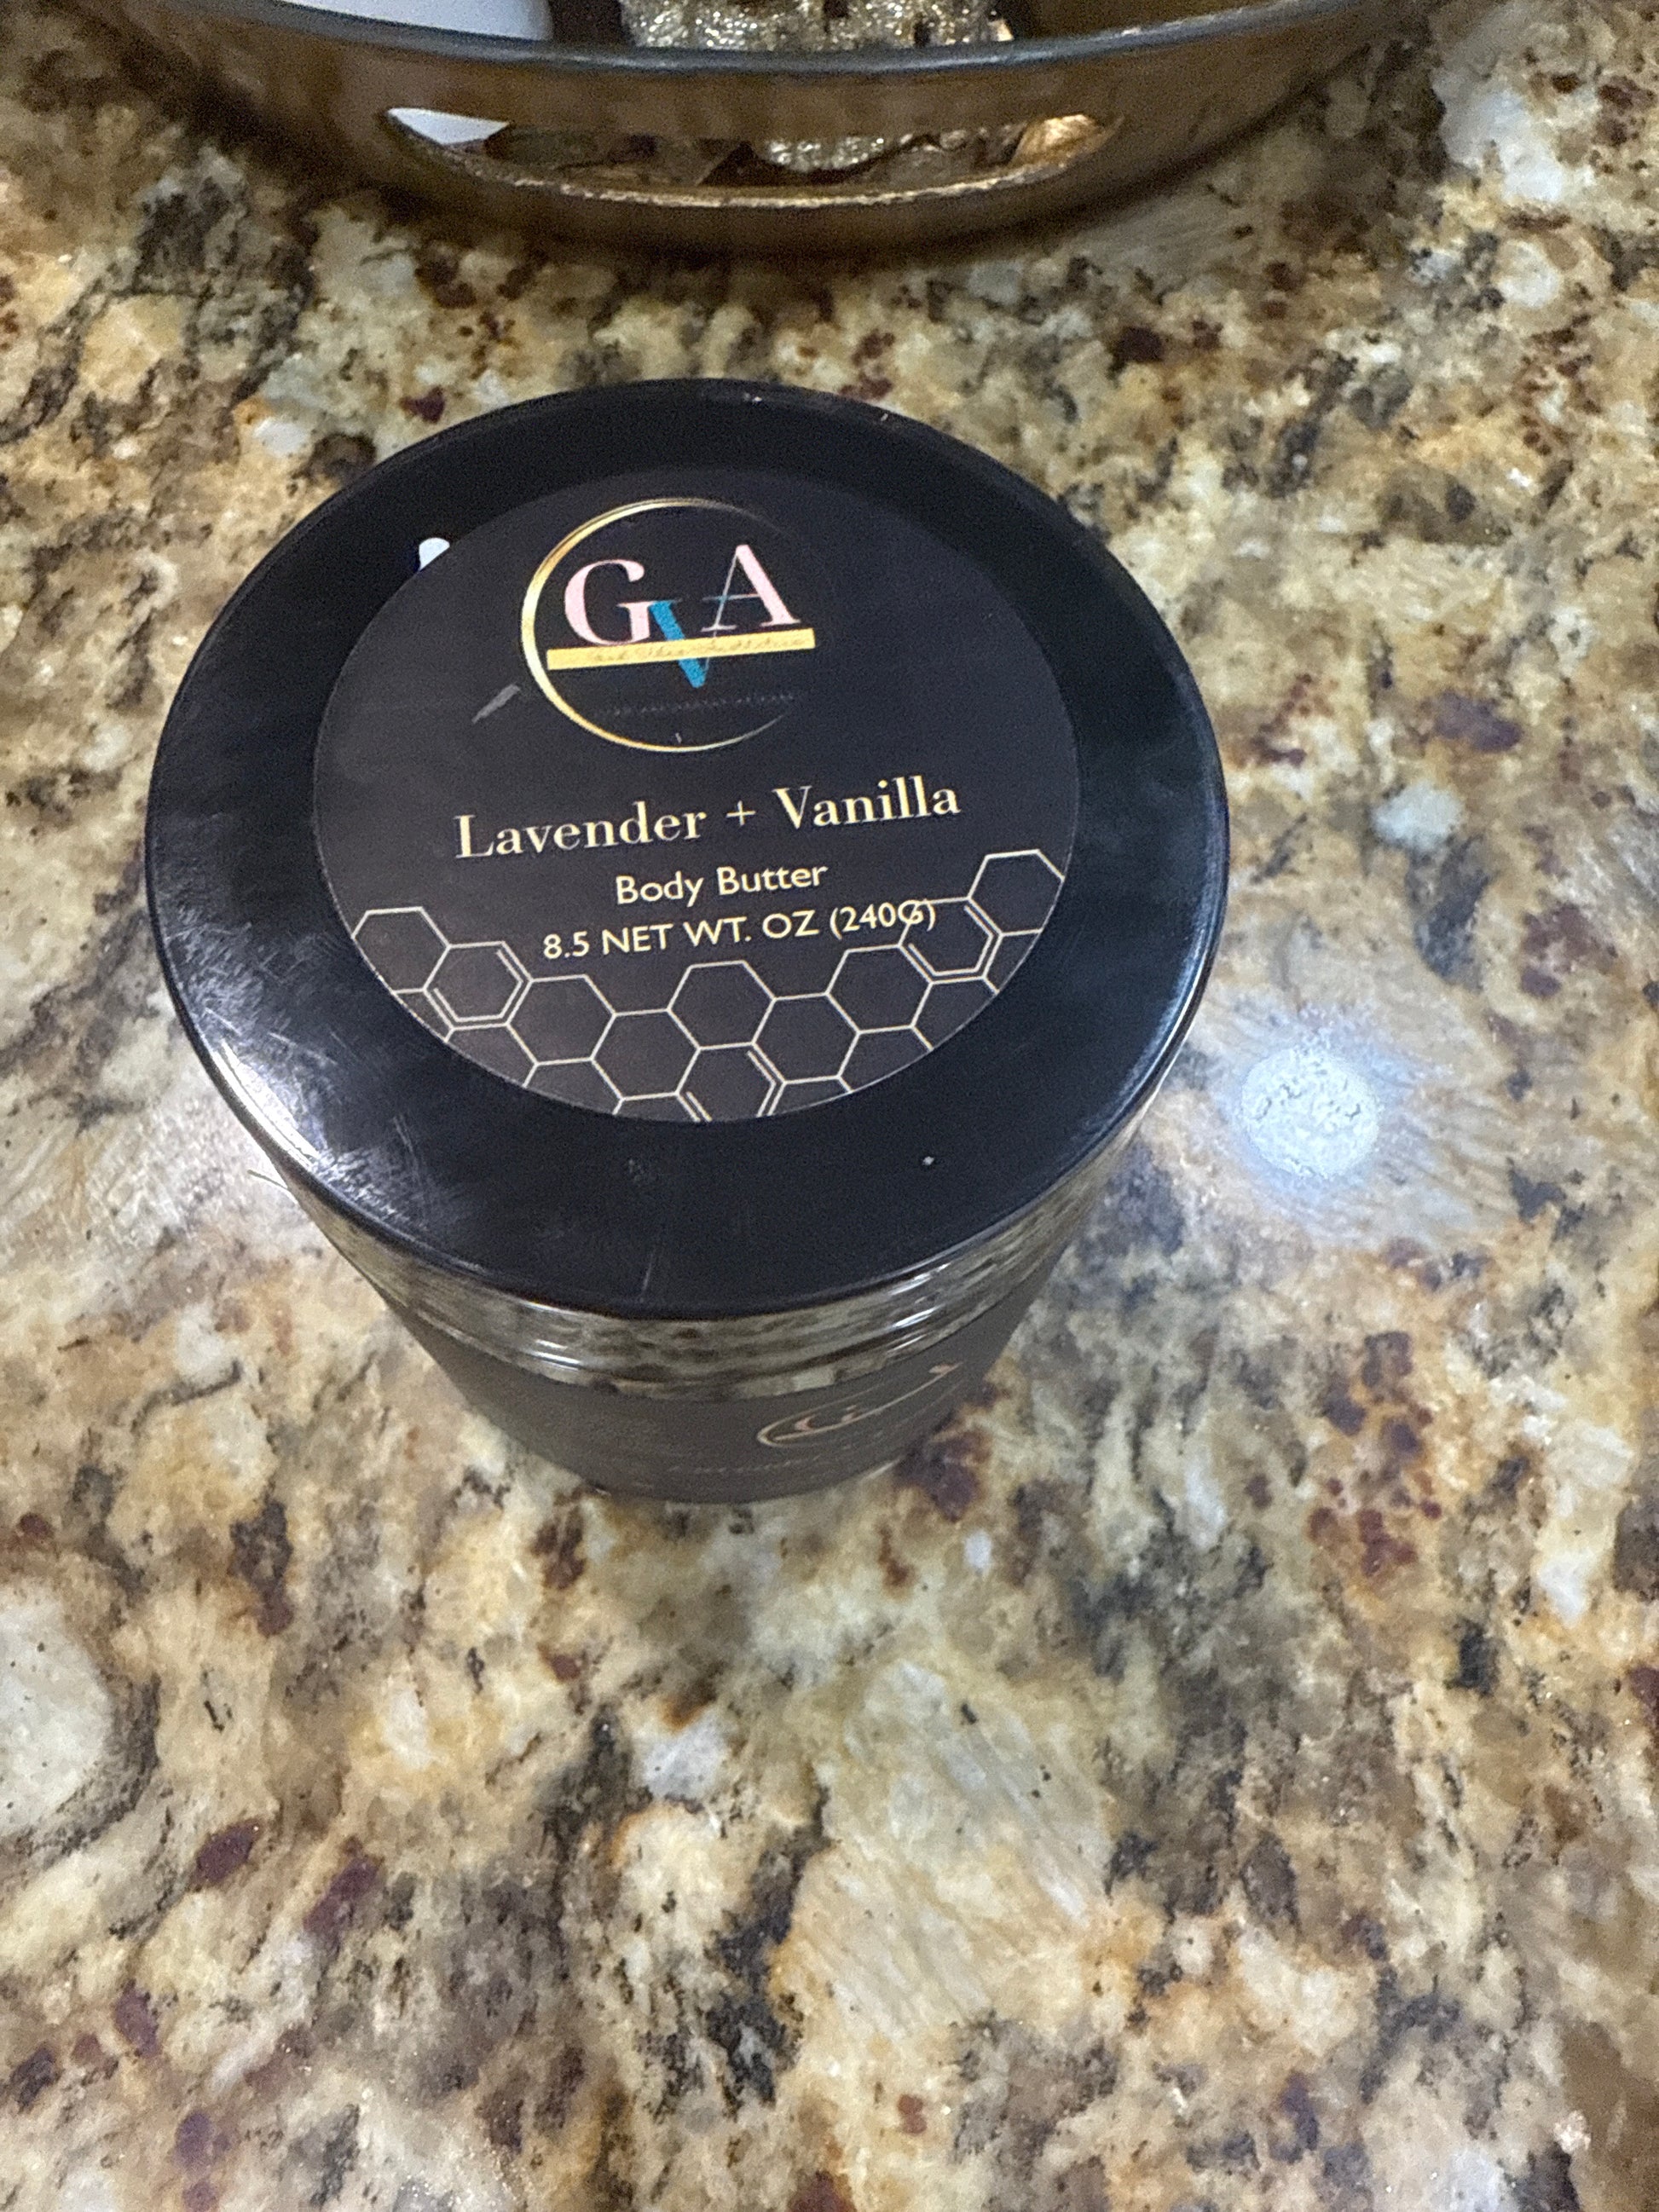 GVA
Lavender + Vanilla
Body Butter
8.5 NET WT. OZ (240G)